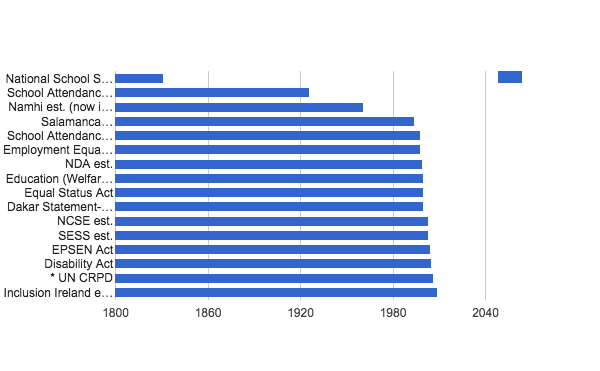 National School S…
School Attendanc…
Namhi est. (now i…
Salamanca…
School Attendanc…
Employment Equa…
NDA est.
Education (Welfar…
Equal Status Act
Dakar Statement-…
NCSE est.
SESS est.
EPSEN Act
Disability Act
* UN CRPD
Inclusion Ireland e…
1800 1860 1920 1980 2040